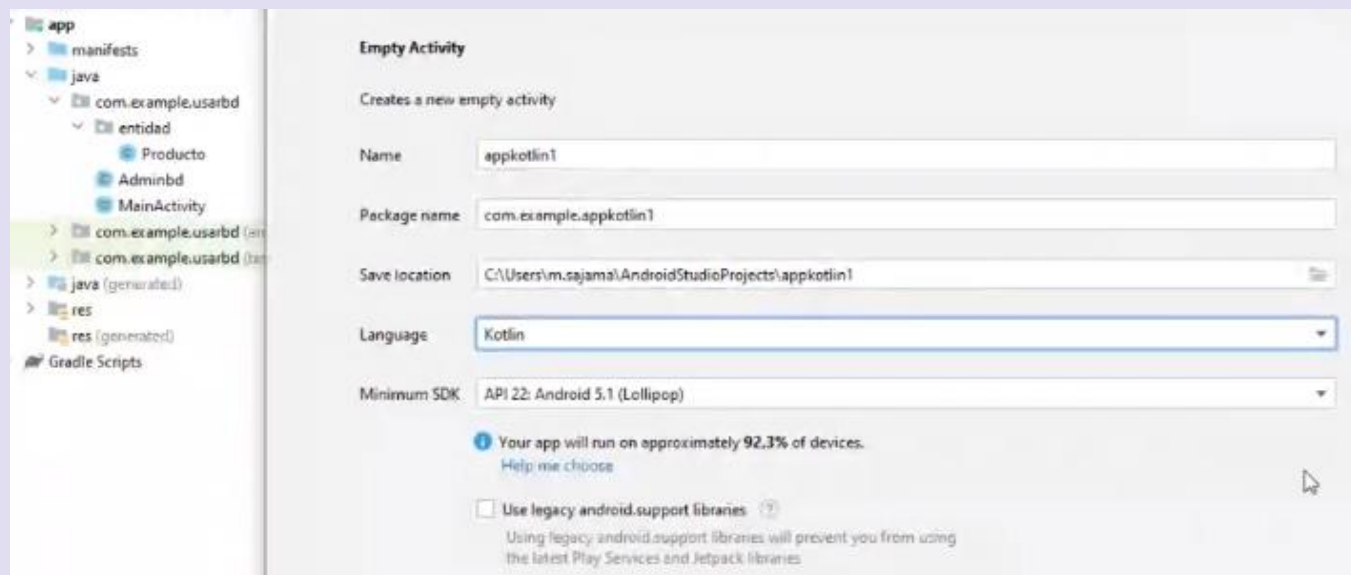 app
manifests
java
com.example.usarbd
entidad
Producto
Adminbd
MainActivity
com.example.usarbd
com.example.usarbd
java (generated)
res
res (generated)
Gradle Scripts
Empty Activity
Creates a new empty activity
Name appkotlin1
Package name com.example.appkotlin1
Save location C:\Users\m.sajama\AndroidStudioProjects\appkotlin1
Language Kotlin
Minimum SDK API 22: Android 5.1 (Lollipop)
Your app will run on approximately 92,3% of devices.
Help me choose
Use legacy android.support libraries ?
Using legacy android.support libraries will prevent you from using
the latest Play Services and Jetpack libraries